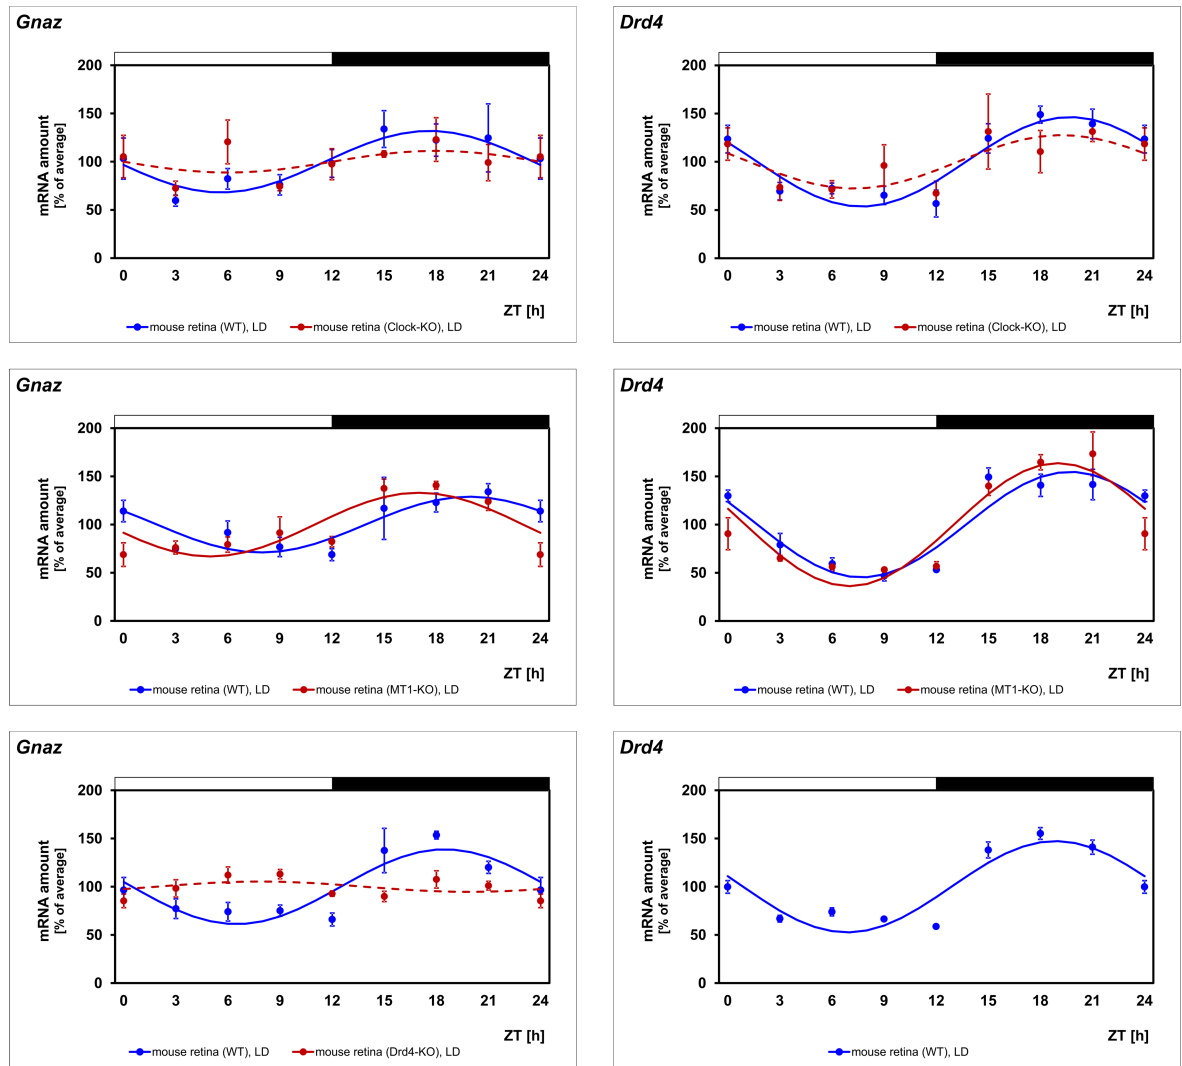 Gnaz
200
150
100
50
0
mRNA amount
[% of average]
0 3 6 9 12 15 18 21 24
ZT [h]
mouse retina (WT), LD mouse retina (Clock-KO), LD
Drd4
200
150
100
50
0
mRNA amount
[% of average]
0 3 6 9 12 15 18 21 24
ZT [h]
mouse retina (WT), LD mouse retina (Clock-KO), LD
Gnaz
200
150
100
50
0
mRNA amount
[% of average]
0 3 6 9 12 15 18 21 24
ZT [h]
mouse retina (WT), LD mouse retina (MT1-KO), LD
Drd4
200
150
100
50
0
mRNA amount
[% of average]
0 3 6 9 12 15 18 21 24
ZT [h]
mouse retina (WT), LD mouse retina (MT1-KO), LD
Gnaz
200
150
100
50
0
mRNA amount
[% of average]
0 3 6 9 12 15 18 21 24
ZT [h]
mouse retina (WT), LD mouse retina (Drd4-KO), LD
Drd4
200
150
100
50
0
mRNA amount
[% of average]
0 3 6 9 12 15 18 21 24
ZT [h]
mouse retina (WT), LD